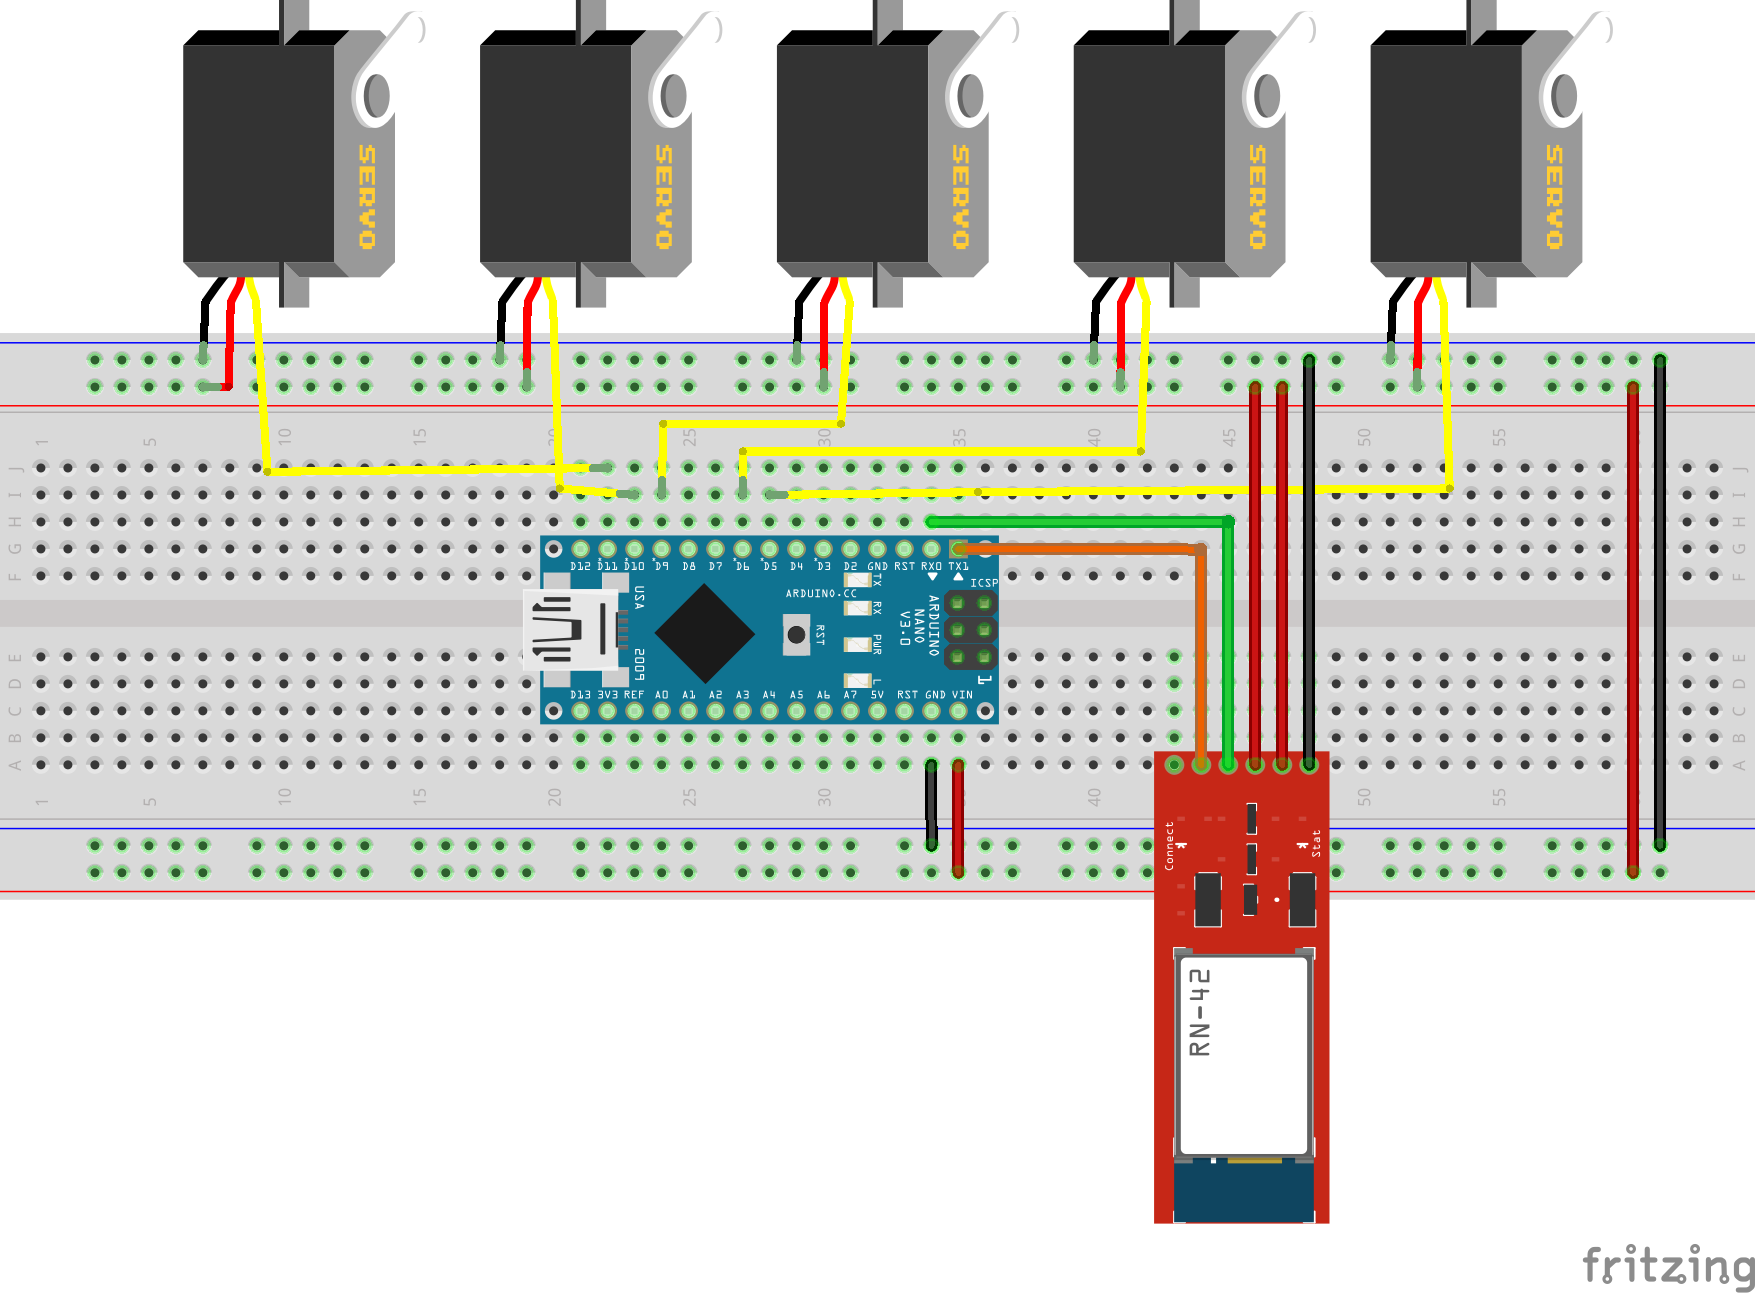 SERVO SERVO SERVO SERVO SERVO
1 5 10 15 20 25 30 35 40 45 50 55
J J
I I
H H
G G
F F
D12 D11 D10 D9 D8 D7 D6 D5 D4 D3 D2 GND RST RX0 TX1
ICSP
TX
RX
PWR
L
ARDUINO.CC
RST
ARDUINO
NANO
V3.0
USA
2009
1
D13 3V3 REF A0 A1 A2 A3 A4 A5 A6 A7 5V RST GND VIN
E E
D D
C C
B B
A A
1 5 10 15 20 25 30 40 50 55
Connect
Stat
RN-42
fritzing